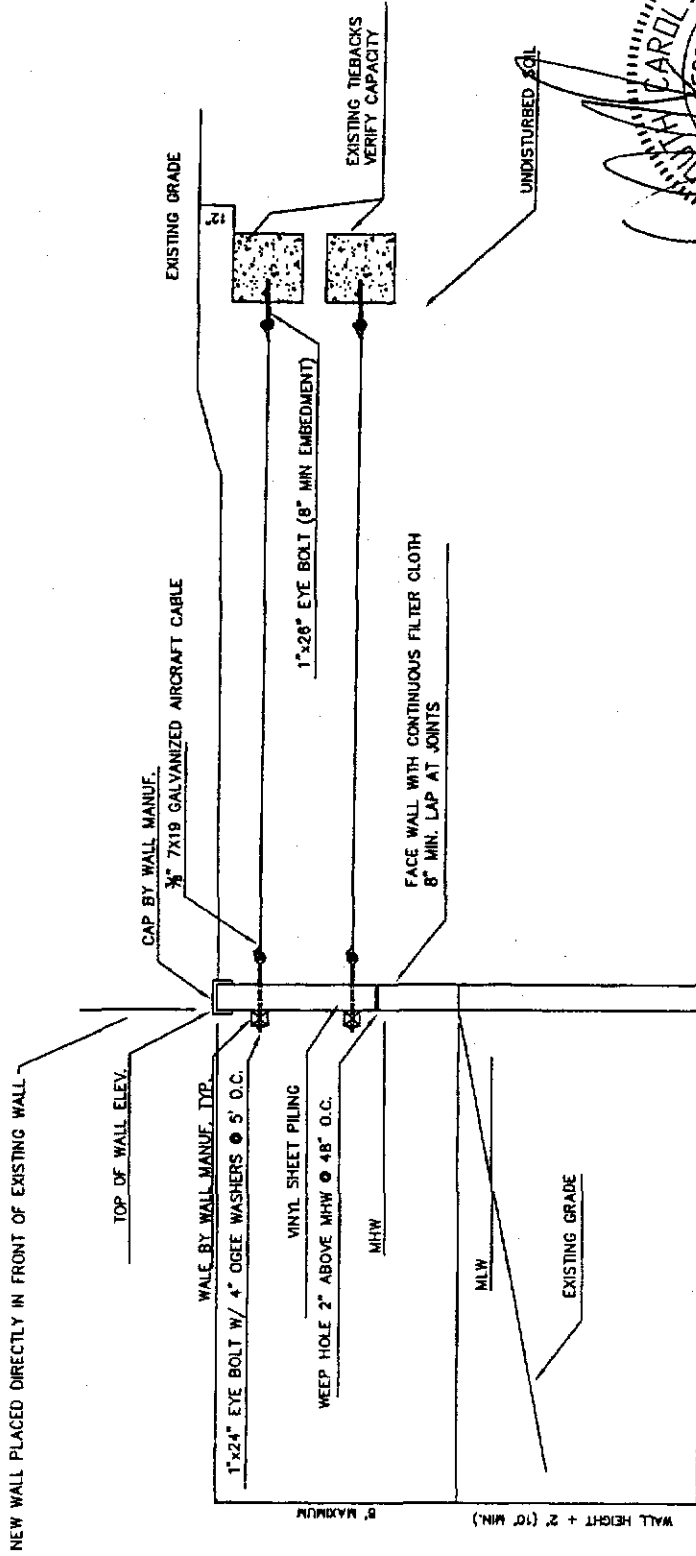 NEW WALL PLACED DIRECTLY IN FRONT OF EXISTING WALL
TOP OF WALL ELEV.
CAP BY WALL MANUF.
⅜" 7X19 GALVANIZED AIRCRAFT CABLE
EXISTING GRADE
12"
EXISTING TIEBACKS
VERIFY CAPACITY
WALE BY WALL MANUF. TYP.
1"x24" EYE BOLT W/ 4" OGEE WASHERS @ 5' O.C.
1"x26" EYE BOLT (8" MIN EMBEDMENT)
VINYL SHEET PILING
WEEP HOLE 2" ABOVE MHW @ 48" O.C.
MHW
FACE WALL WITH CONTINUOUS FILTER CLOTH
8" MIN. LAP AT JOINTS
UNDISTURBED SOIL
MLW
EXISTING GRADE
8' MAXIMUM
WALL HEIGHT + 2' (10' MIN.)
CAROL